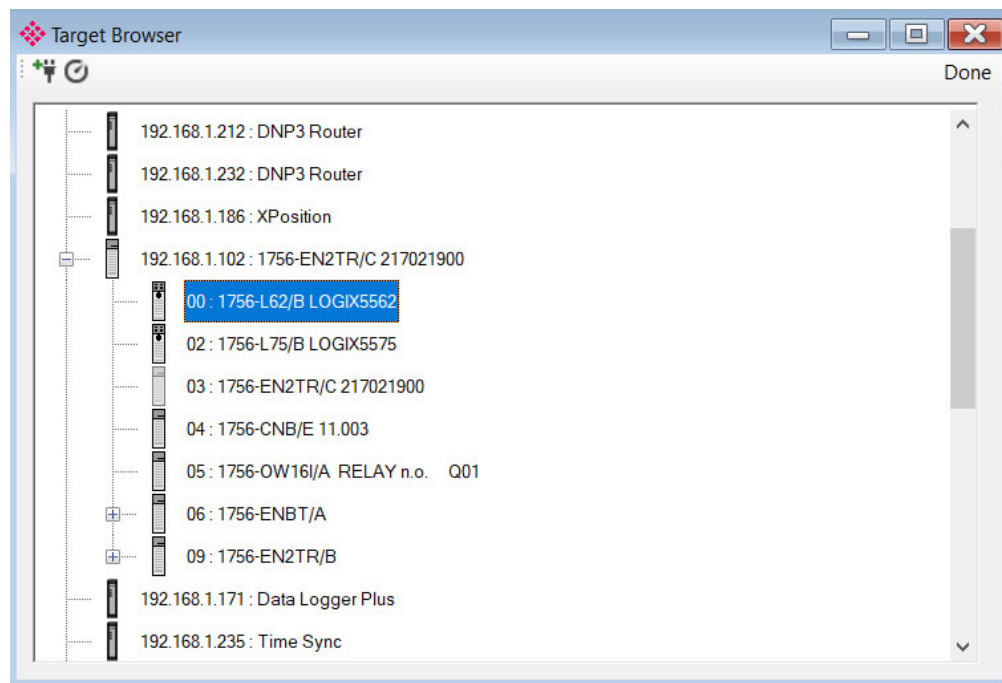 Target Browser
Done
192.168.1.212 : DNP3 Router
192.168.1.232 : DNP3 Router
192.168.1.186 : XPosition
192.168.1.102 : 1756-EN2TR/C 217021900
00 : 1756-L62/B LOGIX5562
02 : 1756-L75/B LOGIX5575
03 : 1756-EN2TR/C 217021900
04 : 1756-CNB/E 11.003
05 : 1756-OW16I/A RELAY n.o. Q01
06 : 1756-ENBT/A
09 : 1756-EN2TR/B
192.168.1.171 : Data Logger Plus
192.168.1.235 : Time Sync